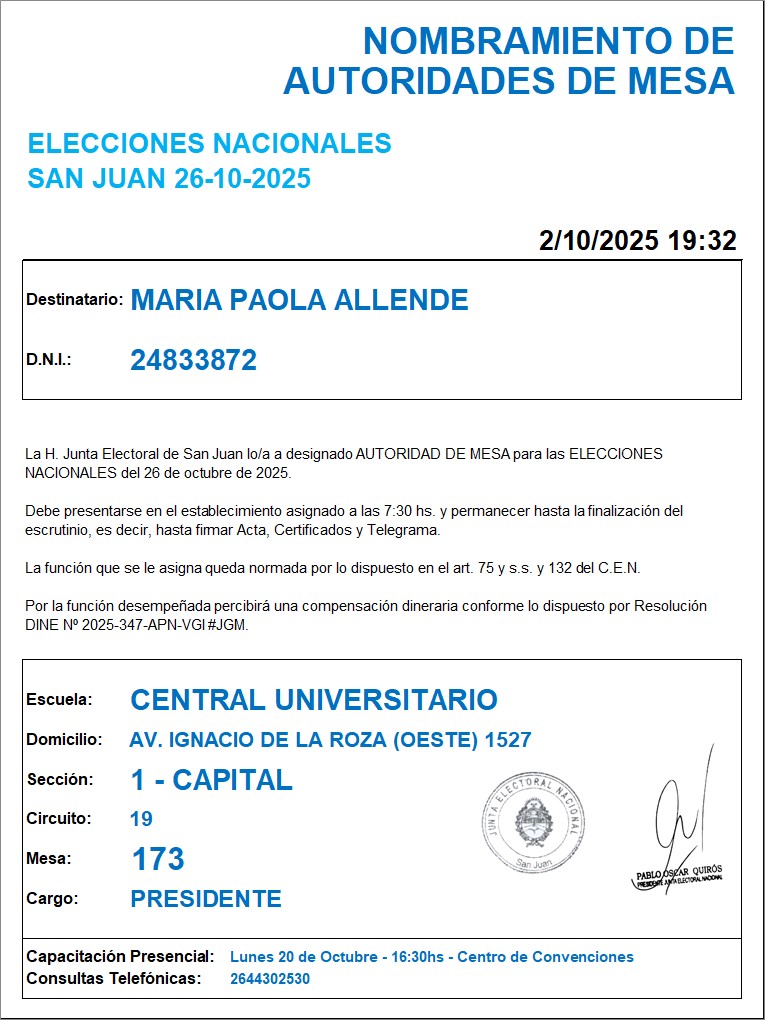 NOMBRAMIENTO DE
AUTORIDADES DE MESA
ELECCIONES NACIONALES
SAN JUAN 26-10-2025
2/10/2025 19:32
Destinatario: MARIA PAOLA ALLENDE
D.N.I.: 24833872
La H. Junta Electoral de San Juan lo/a a designado AUTORIDAD DE MESA para las ELECCIONES
NACIONALES del 26 de octubre de 2025.
Debe presentarse en el establecimiento asignado a las 7:30 hs. y permanecer hasta la finalización del
escrutinio, es decir, hasta firmar Acta, Certificados y Telegrama.
La función que se le asigna queda normada por lo dispuesto en el art. 75 y s.s. y 132 del C.E.N.
Por la función desempeñada percibirá una compensación dineraria conforme lo dispuesto por Resolución
DINE Nº 2025-347-APN-VGI#JGM.
Escuela: CENTRAL UNIVERSITARIO
Domicilio: AV. IGNACIO DE LA ROZA (OESTE) 1527
Sección: 1 - CAPITAL
Circuito: 19
Mesa: 173
Cargo: PRESIDENTE
JUNTA ELECTORAL NACIONAL
San Juan
PABLO OSCAR QUIRÓS
PRESIDENTE JUNTA ELECTORAL NACIONAL
Capacitación Presencial: Lunes 20 de Octubre - 16:30hs - Centro de Convenciones
Consultas Telefónicas: 2644302530